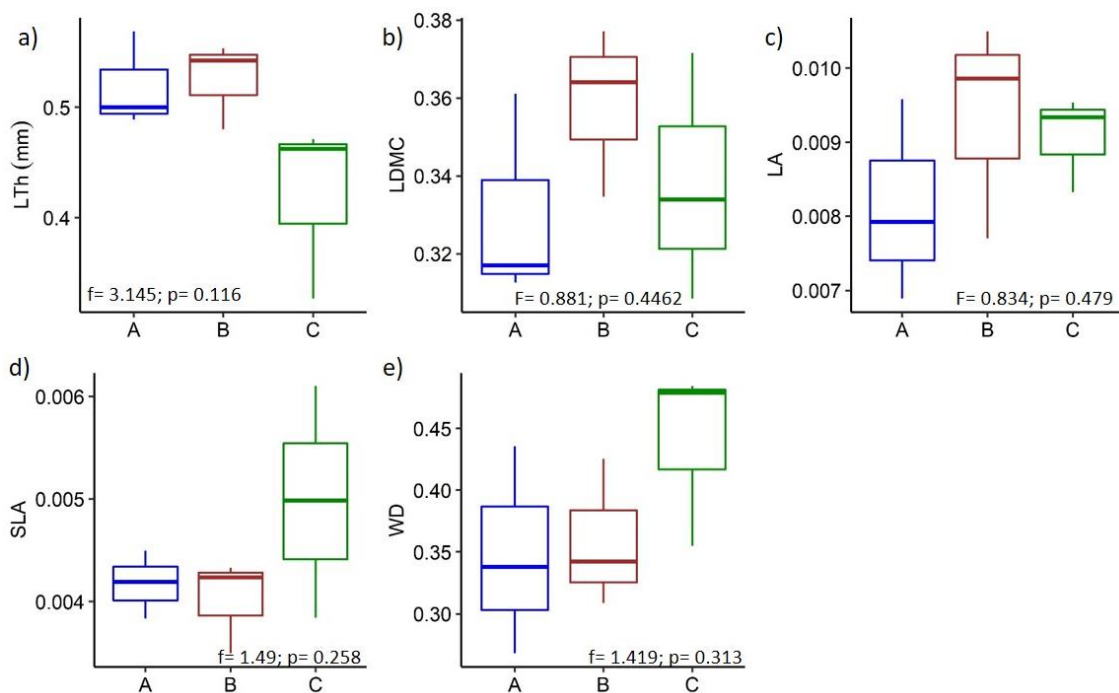 a)
LTh (mm)
0.5
0.4
f= 3.145; p= 0.116
A B C
b)
LDMC
0.38
0.36
0.34
0.32
F= 0.881; p= 0.4462
A B C
c)
LA
0.010
0.009
0.008
0.007
F= 0.834; p= 0.479
A B C
d)
SLA
0.006
0.005
0.004
f= 1.49; p= 0.258
A B C
e)
WD
0.45
0.40
0.35
0.30
f= 1.419; p= 0.313
A B C